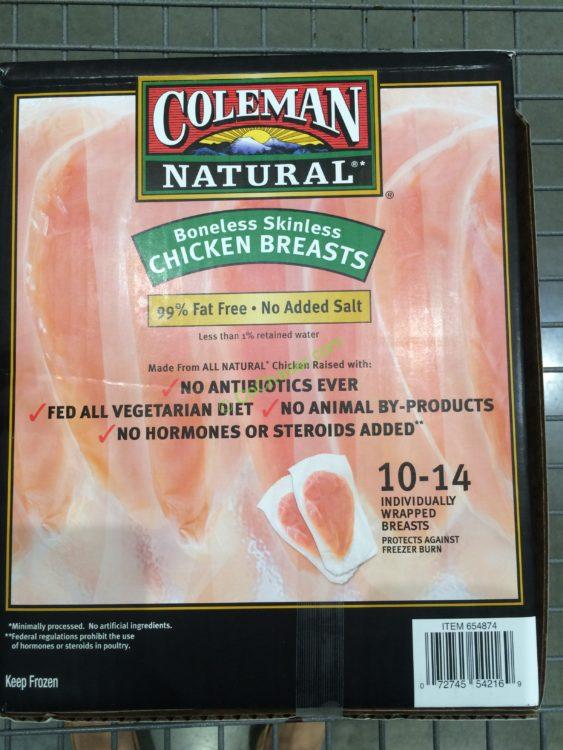 COLEMAN
NATURAL®*
®
Boneless Skinless
CHICKEN BREASTS
99% Fat Free • No Added Salt
Less than 1% retained water
Made From ALL NATURAL* Chicken Raised with:
✓NO ANTIBIOTICS EVER
✓FED ALL VEGETARIAN DIET ✓NO ANIMAL BY-PRODUCTS
✓NO HORMONES OR STEROIDS ADDED**
10-14
INDIVIDUALLY
WRAPPED
BREASTS
PROTECTS AGAINST
FREEZER BURN
*Minimally processed. No artificial ingredients.
**Federal regulations prohibit the use
of hormones or steroids in poultry.
Keep Frozen
ITEM 654874
0 72745 54216 9